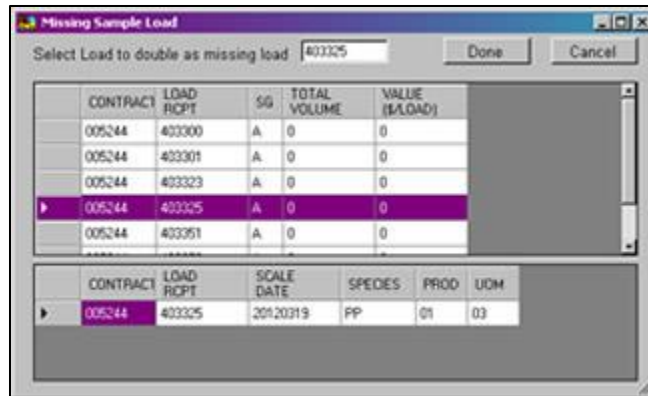 Missing Sample Load
Select Load to double as missing load 403325 Done Cancel
CONTRACT LOAD RCPT SG TOTAL VOLUME VALUE ($/LOAD)
005244 403300 A 0 0
005244 403301 A 0 0
005244 403323 A 0 0
005244 403325 A 0 0
005244 403351 A 0 0
CONTRACT LOAD RCPT SCALE DATE SPECIES PROD UOM
005244 403325 20120319 PP 01 03